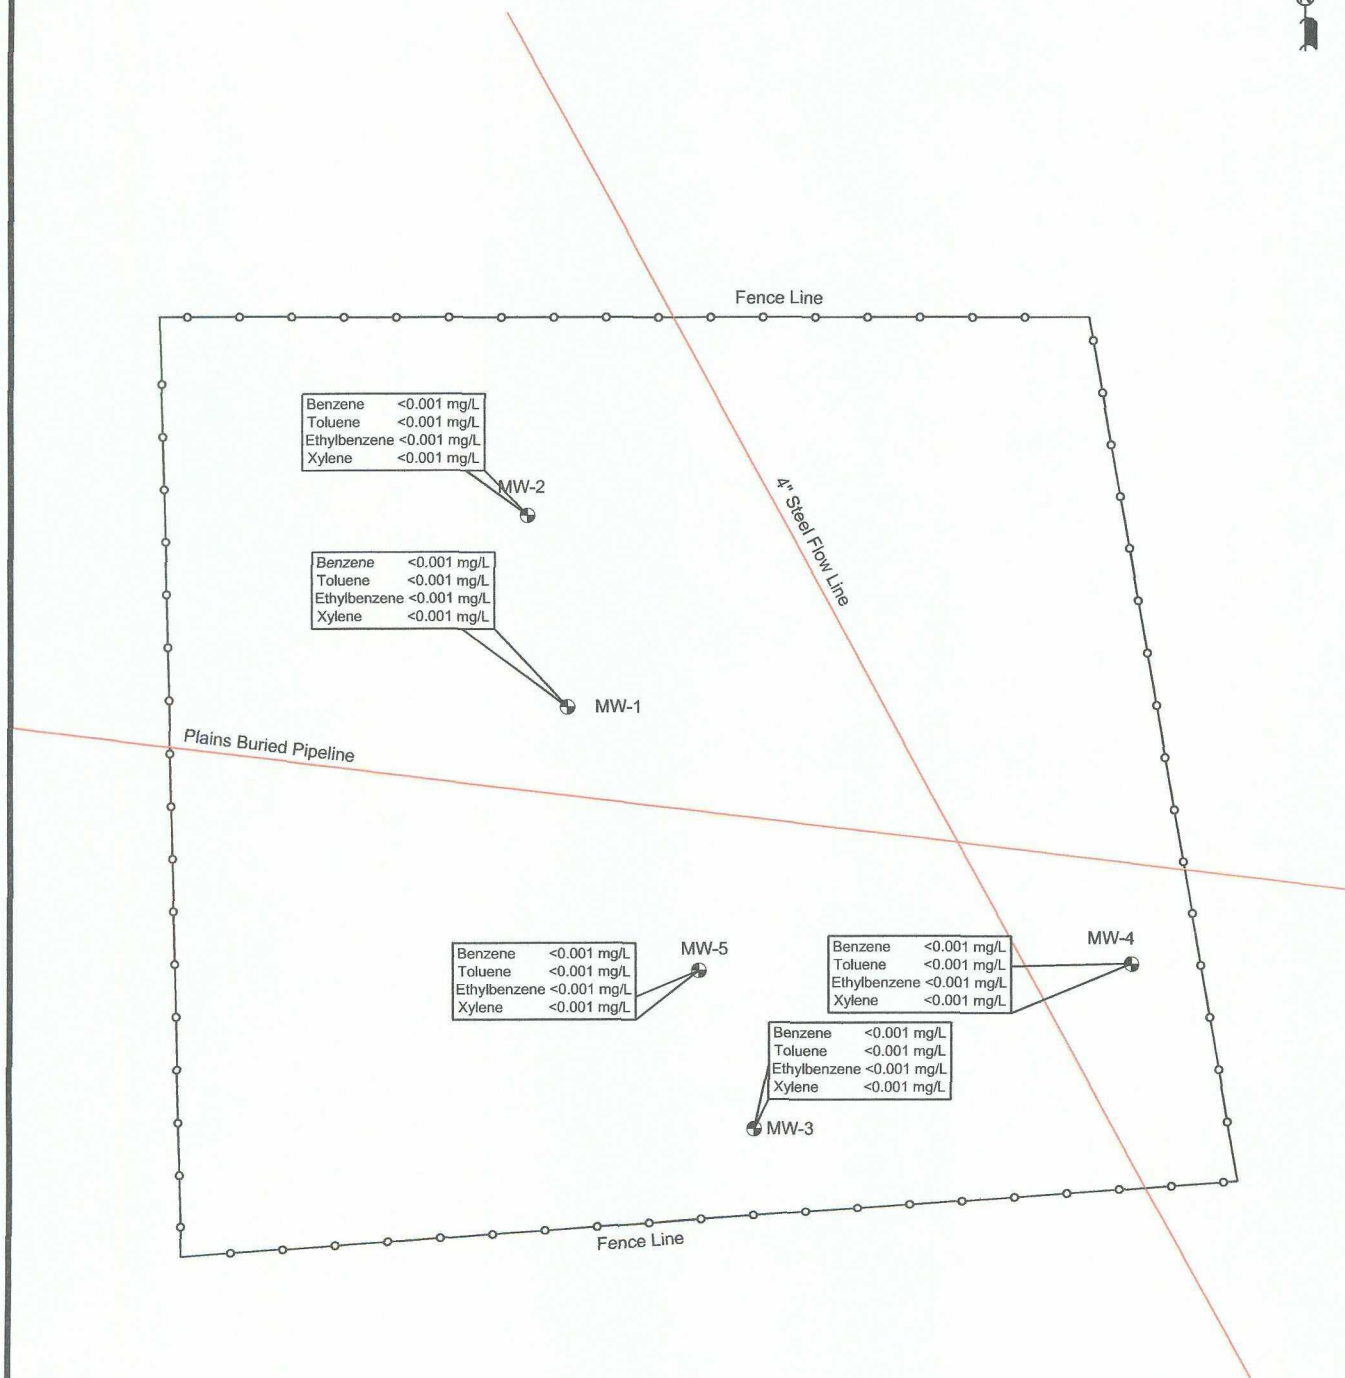 Fence Line
Benzene <0.001 mg/L
Toluene <0.001 mg/L
Ethylbenzene <0.001 mg/L
Xylene <0.001 mg/L
MW-2
4" Steel Flow Line
Benzene <0.001 mg/L
Toluene <0.001 mg/L
Ethylbenzene <0.001 mg/L
Xylene <0.001 mg/L
MW-1
Plains Buried Pipeline
Benzene <0.001 mg/L
Toluene <0.001 mg/L
Ethylbenzene <0.001 mg/L
Xylene <0.001 mg/L
MW-5
Benzene <0.001 mg/L
Toluene <0.001 mg/L
Ethylbenzene <0.001 mg/L
Xylene <0.001 mg/L
MW-4
Benzene <0.001 mg/L
Toluene <0.001 mg/L
Ethylbenzene <0.001 mg/L
Xylene <0.001 mg/L
MW-3
Fence Line